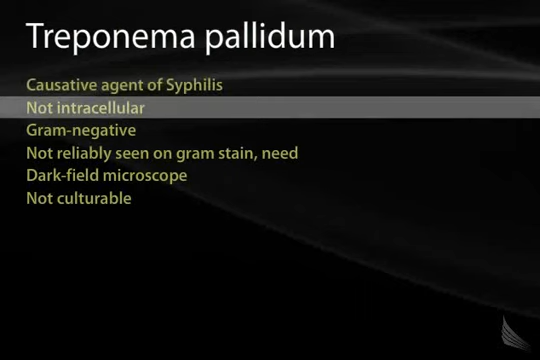 Treponema pallidum
Causative agent of Syphilis
Not intracellular
Gram-negative
Not reliably seen on gram stain, need
Dark-field microscope
Not culturable